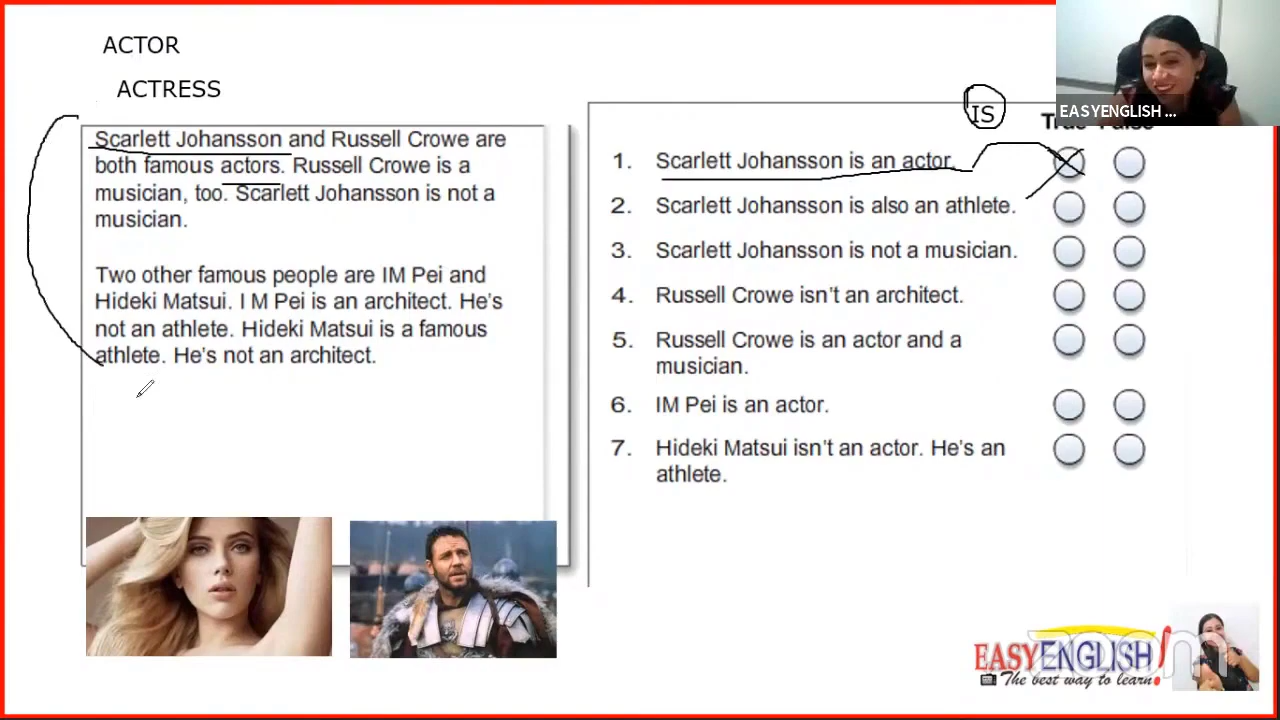 ACTOR
ACTRESS
Scarlett Johansson and Russell Crowe are
both famous actors. Russell Crowe is a
musician, too. Scarlett Johansson is not a
musician.
Two other famous people are IM Pei and
Hideki Matsui. I M Pei is an architect. He's
not an athlete. Hideki Matsui is a famous
athlete. He's not an architect.
EASYENGLISH ...
IS
True False
1. Scarlett Johansson is an actor.
2. Scarlett Johansson is also an athlete.
3. Scarlett Johansson is not a musician.
4. Russell Crowe isn't an architect.
5. Russell Crowe is an actor and a
musician.
6. IM Pei is an actor.
7. Hideki Matsui isn't an actor. He's an
athlete.
EASYENGLISH!
The best way to learn!
zoom